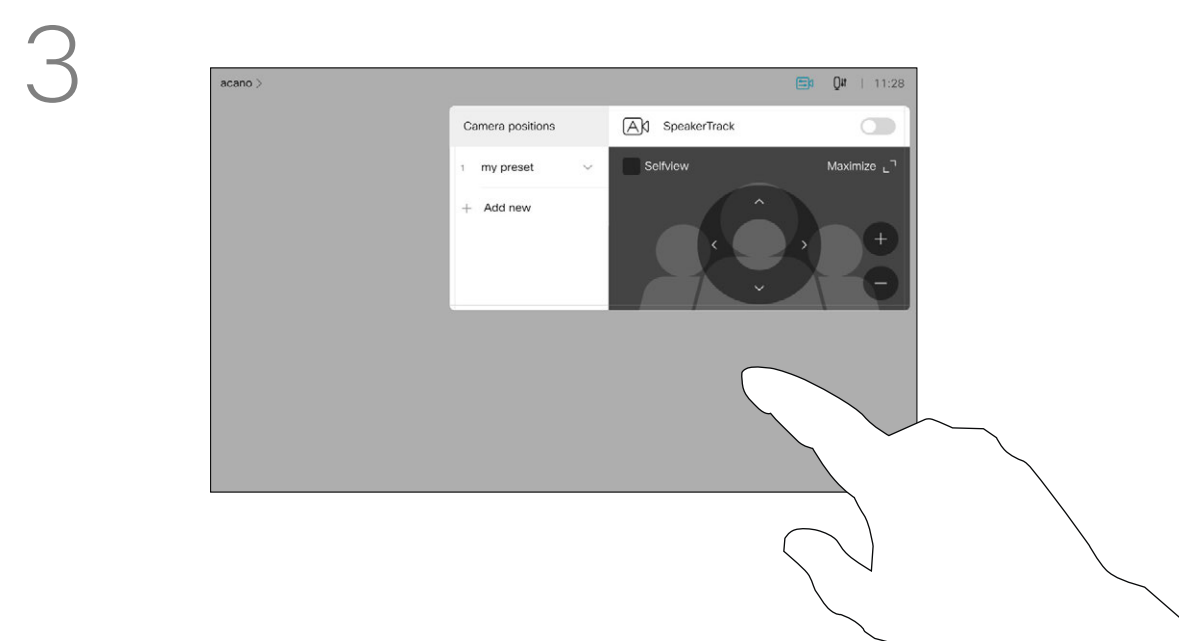 3
acano >
11:28
Camera positions
SpeakerTrack
1 my preset
Selfview
Maximize
+ Add new